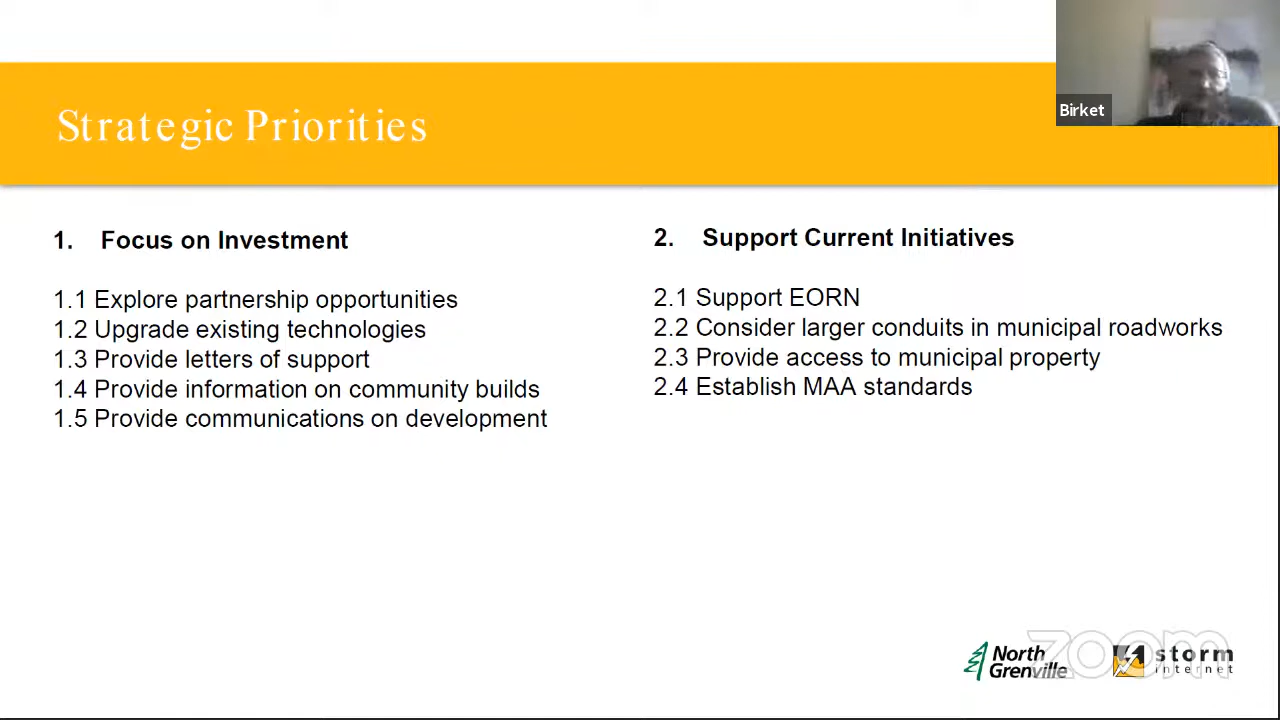 Strategic Priorities
Birket
1. Focus on Investment
1.1 Explore partnership opportunities
1.2 Upgrade existing technologies
1.3 Provide letters of support
1.4 Provide information on community builds
1.5 Provide communications on development
2. Support Current Initiatives
2.1 Support EORN
2.2 Consider larger conduits in municipal roadworks
2.3 Provide access to municipal property
2.4 Establish MAA standards
North
Grenville
storm
internet
zoom